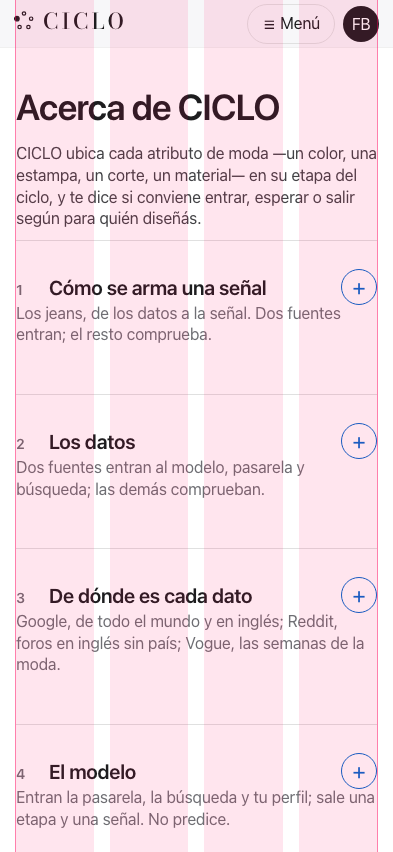 CICLO
Menú
FB
Acerca de CICLO
CICLO ubica cada atributo de moda —un color, una
estampa, un corte, un material— en su etapa del
ciclo, y te dice si conviene entrar, esperar o salir
según para quién diseñás.
1 Cómo se arma una señal
Los jeans, de los datos a la señal. Dos fuentes
entran; el resto comprueba.
2 Los datos
Dos fuentes entran al modelo, pasarela y
búsqueda; las demás comprueban.
3 De dónde es cada dato
Google, de todo el mundo y en inglés; Reddit,
foros en inglés sin país; Vogue, las semanas de la
moda.
4 El modelo
Entran la pasarela, la búsqueda y tu perfil; sale una
etapa y una señal. No predice.